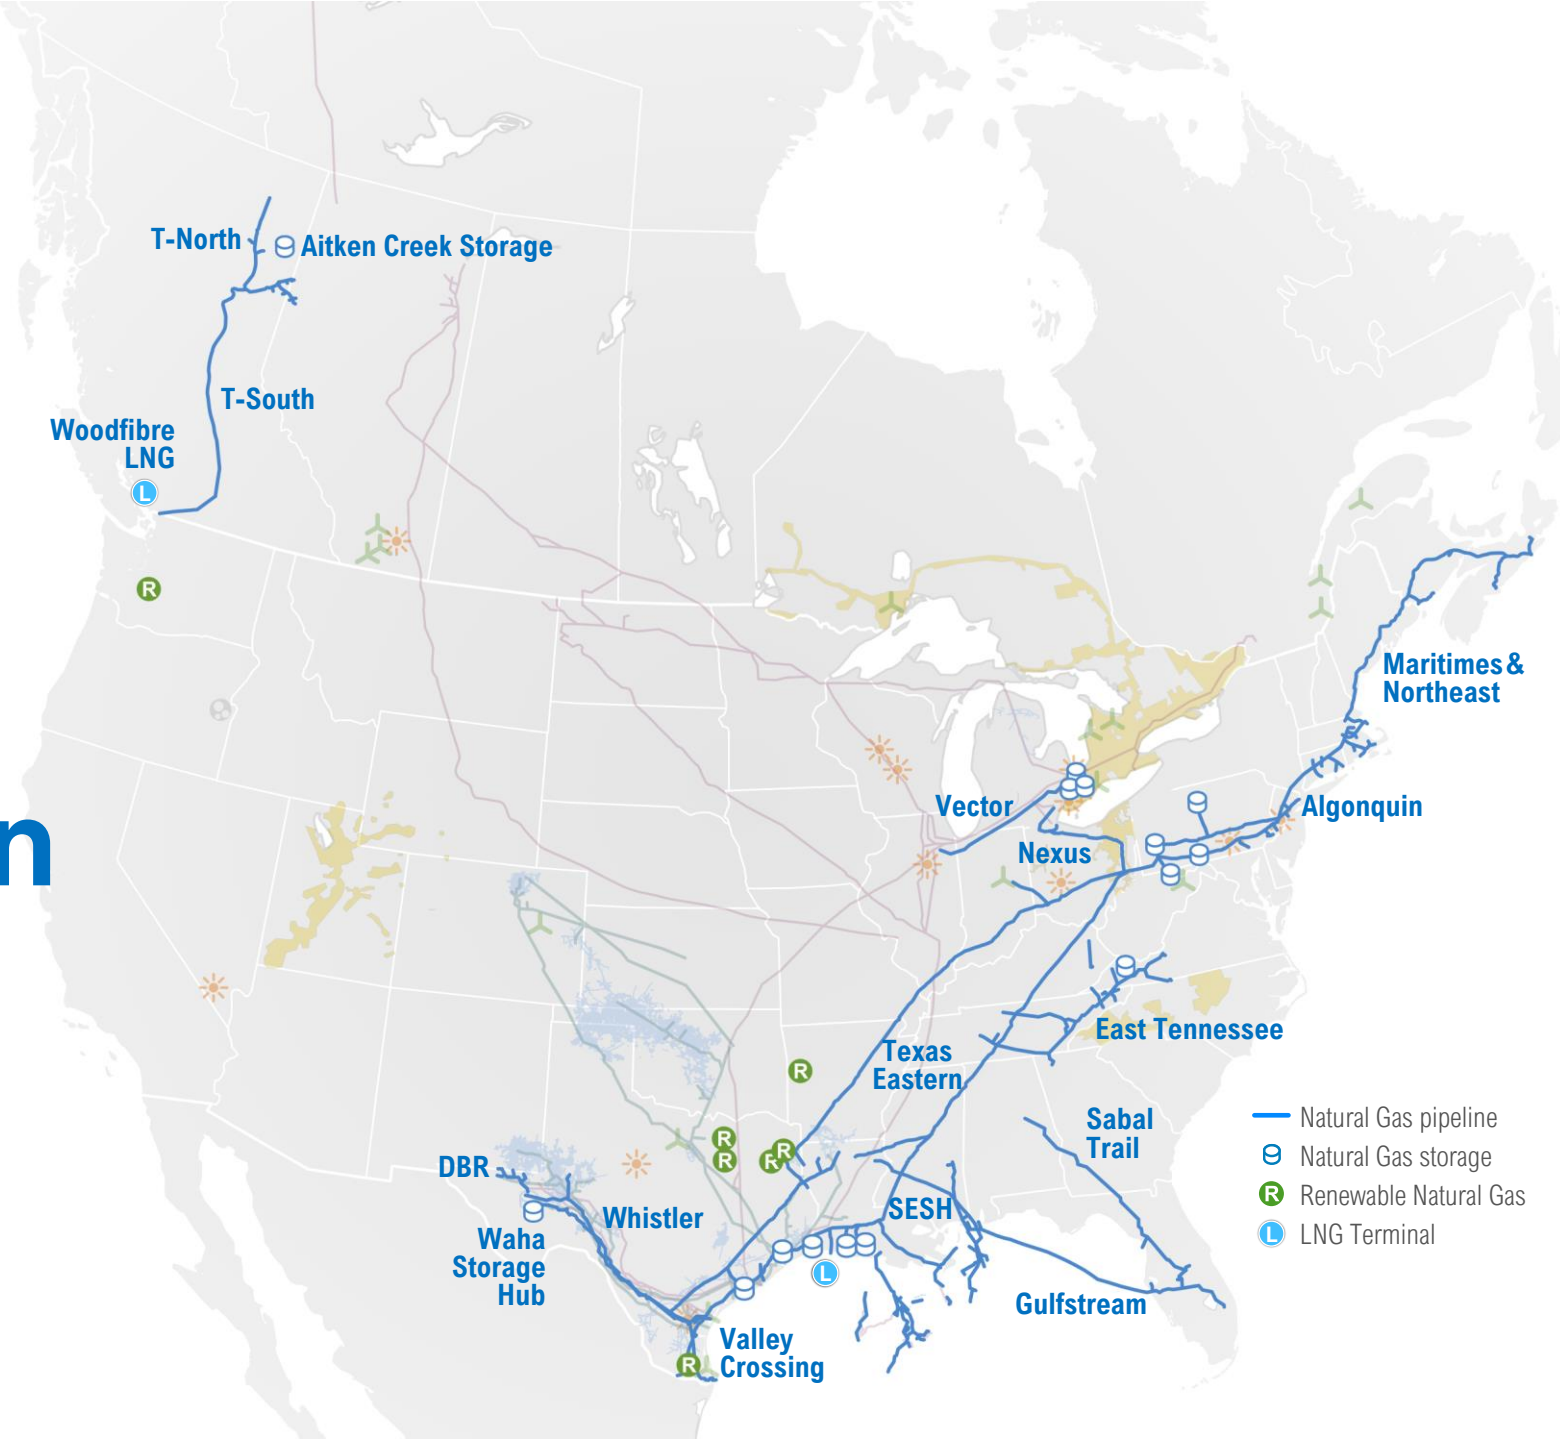 T-North
Aitken Creek Storage
T-South
Woodfibre
LNG
L
R
Maritimes &
Northeast
Vector
Algonquin
n
Nexus
East Tennessee
Texas
Eastern
R
Sabal
Trail
Natural Gas pipeline
Natural Gas storage
R Renewable Natural Gas
L LNG Terminal
R
R
R
R
DBR
Whistler
SESH
Waha
Storage
Hub
L
Gulfstream
Valley
Crossing
R